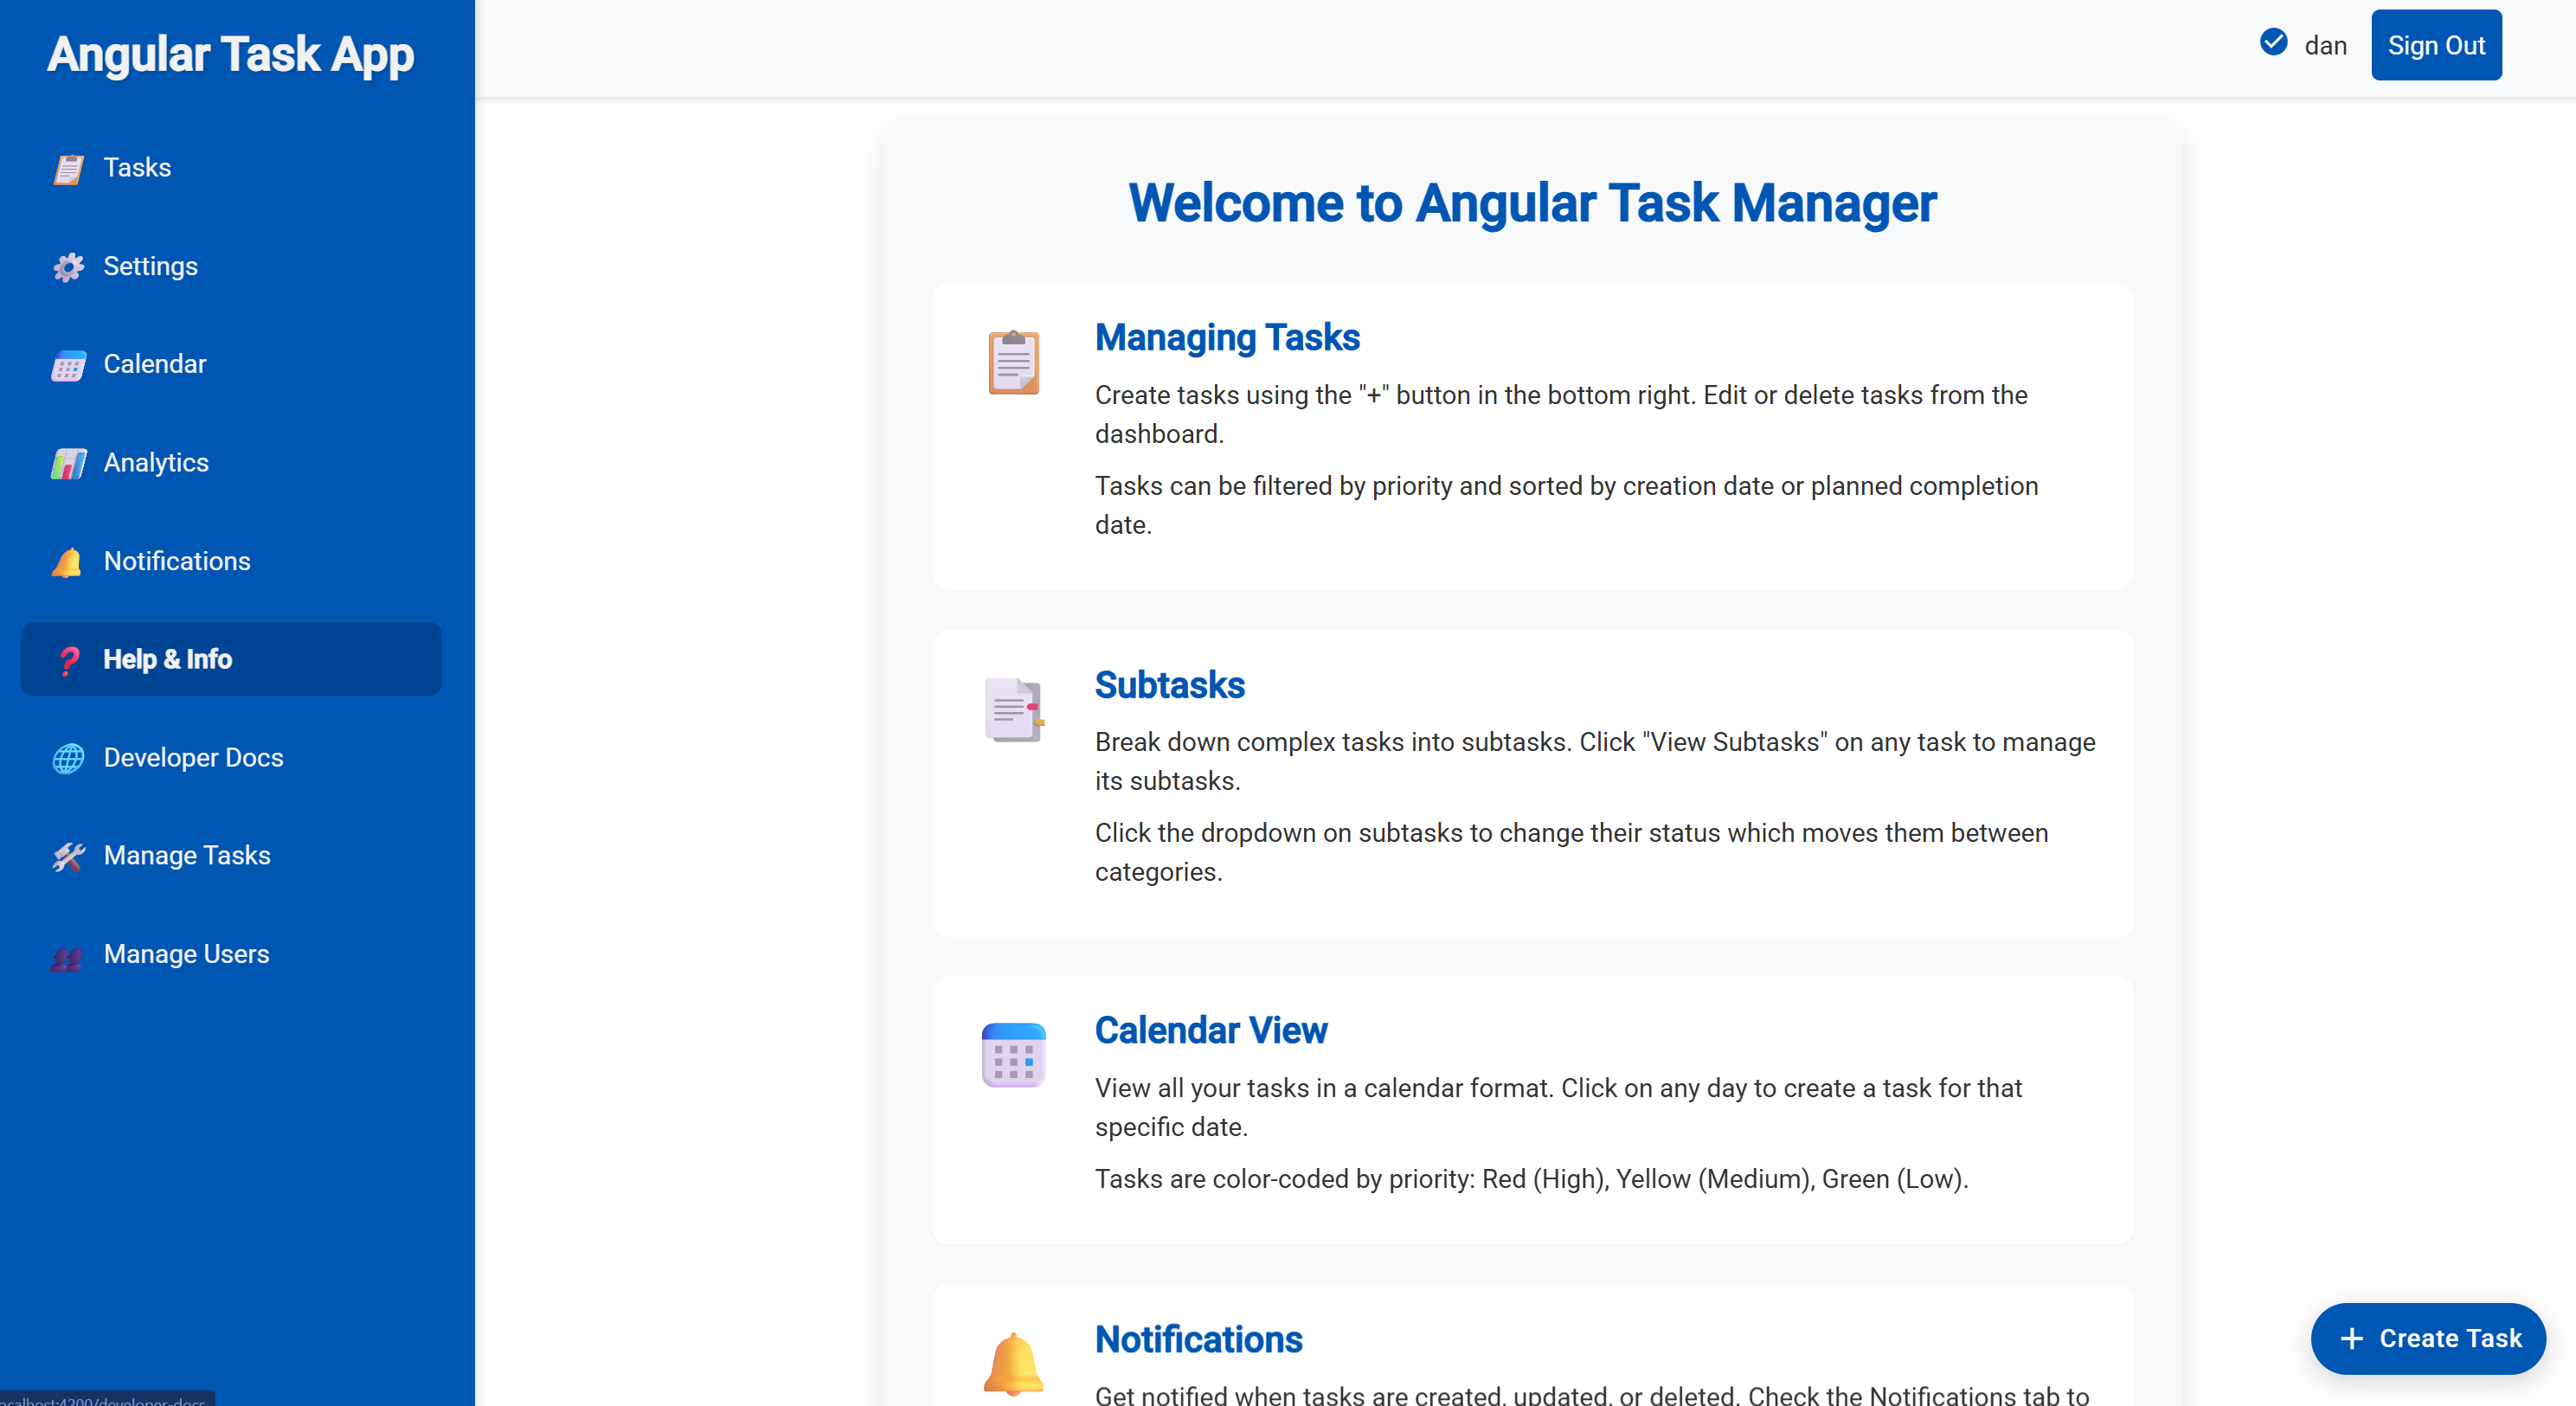 Angular Task App
dan
Sign Out
Tasks
Settings
Calendar
Analytics
Notifications
Help & Info
Developer Docs
Manage Tasks
Manage Users
Welcome to Angular Task Manager
Managing Tasks
Create tasks using the "+" button in the bottom right. Edit or delete tasks from the
dashboard.
Tasks can be filtered by priority and sorted by creation date or planned completion
date.
Subtasks
Break down complex tasks into subtasks. Click "View Subtasks" on any task to manage
its subtasks.
Click the dropdown on subtasks to change their status which moves them between
categories.
Calendar View
View all your tasks in a calendar format. Click on any day to create a task for that
specific date.
Tasks are color-coded by priority: Red (High), Yellow (Medium), Green (Low).
Notifications
Get notified when tasks are created, updated, or deleted. Check the Notifications tab to
+ Create Task
ocalhost:4200/developer-docs